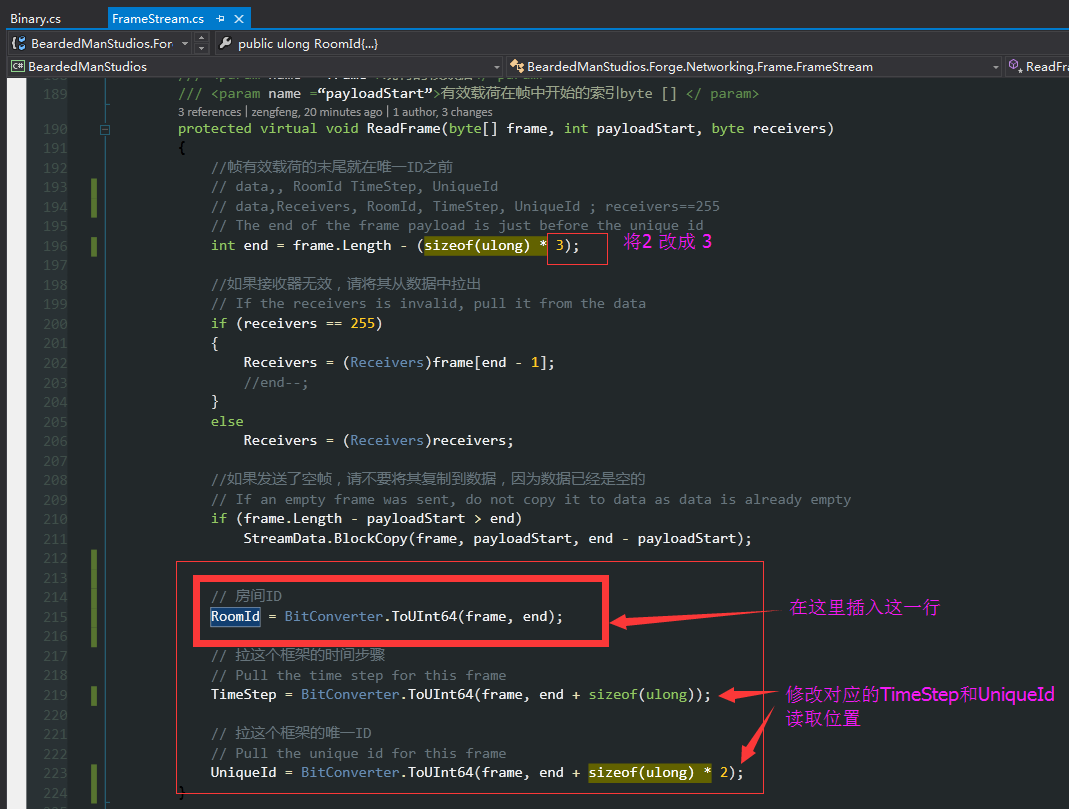 Binary.cs
FrameStream.cs
BeardedManStudios.For
public ulong RoomId{...}
BeardedManStudios
BeardedManStudios.Forge.Networking.Frame.FrameStream
ReadFra
189 /// <param name =“payloadStart”>有效载荷在帧中开始的索引byte [] </ param>
3 references | zengfeng, 20 minutes ago | 1 author, 3 changes
190 protected virtual void ReadFrame(byte[] frame, int payloadStart, byte receivers)
191 {
192 //帧有效载荷的末尾就在唯一ID之前
193 // data,, RoomId TimeStep, UniqueId
194 // data,Receivers, RoomId, TimeStep, UniqueId ; receivers==255
195 // The end of the frame payload is just before the unique id
196 int end = frame.Length - (sizeof(ulong) * 3);
将2 改成 3
197
198 //如果接收器无效，请将其从数据中拉出
199 // If the receivers is invalid, pull it from the data
200 if (receivers == 255)
201 {
202 Receivers = (Receivers)frame[end - 1];
203 //end--;
204 }
205 else
206 Receivers = (Receivers)receivers;
207
208 //如果发送了空帧，请不要将其复制到数据，因为数据已经是空的
209 // If an empty frame was sent, do not copy it to data as data is already empty
210 if (frame.Length - payloadStart > end)
211 StreamData.BlockCopy(frame, payloadStart, end - payloadStart);
212
213
214 // 房间ID
215 RoomId = BitConverter.ToUInt64(frame, end);
在这里插入这一行
216
217 // 拉这个框架的时间步骤
218 // Pull the time step for this frame
219 TimeStep = BitConverter.ToUInt64(frame, end + sizeof(ulong));
修改对应的TimeStep和UniqueId
读取位置
220
221 // 拉这个框架的唯一ID
222 // Pull the unique id for this frame
223 UniqueId = BitConverter.ToUInt64(frame, end + sizeof(ulong) * 2);
224 }